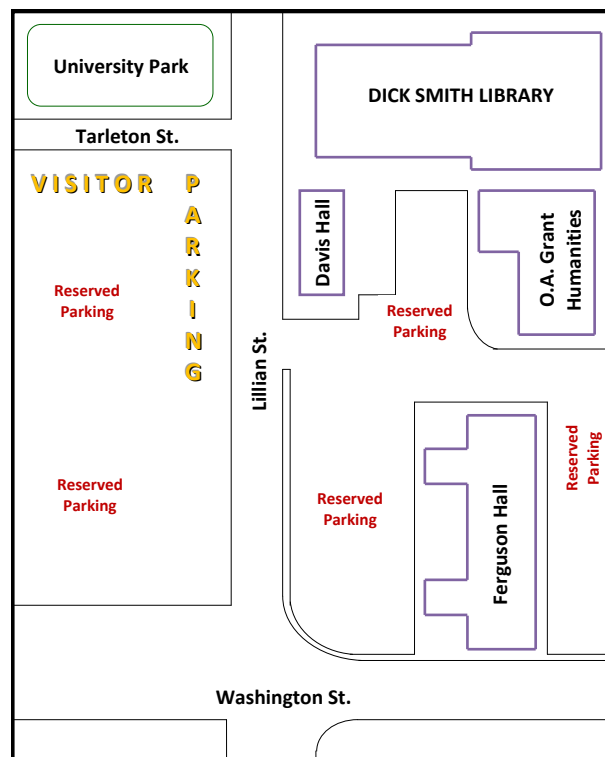 University Park
DICK SMITH LIBRARY
Tarleton St.
VISITOR
PARKING
Davis Hall
O.A. Grant
Humanities
Reserved
Parking
Reserved
Parking
Lillian St.
Reserved
Parking
Reserved
Parking
Reserved
Parking
Ferguson Hall
Washington St.